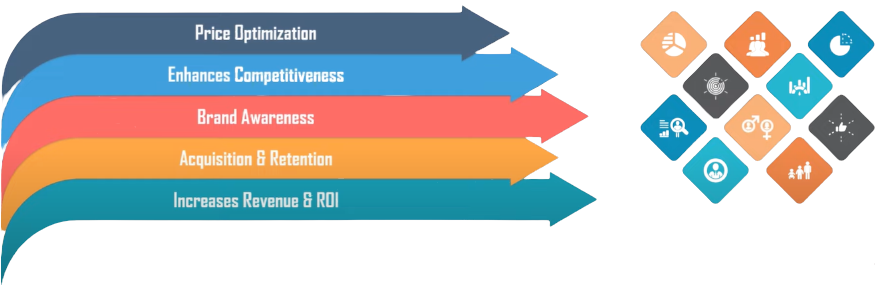 Price Optimization
Enhances Competitiveness
Brand Awareness
Acquisition & Retention
Increases Revenue & ROI